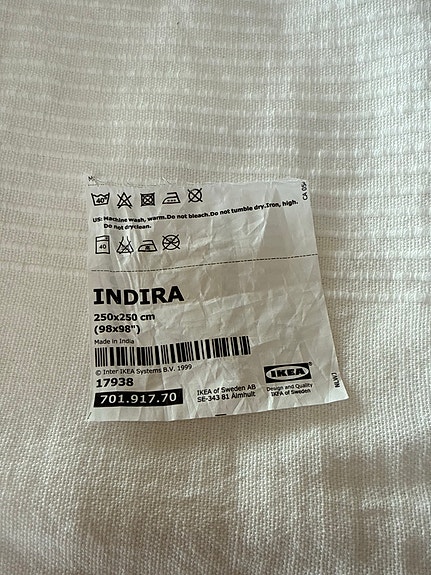 40°
US: Machine wash, warm.Do not bleach.Do not tumble dry.Iron, high.
Do not dryclean.
40
INDIRA
250x250 cm
(98x98")
Made in India
© Inter IKEA Systems B.V. 1999
17938
701.917.70
IKEA of Sweden AB
SE-343 81 Älmhult
IKEA
Design and Quality
IKEA of Sweden